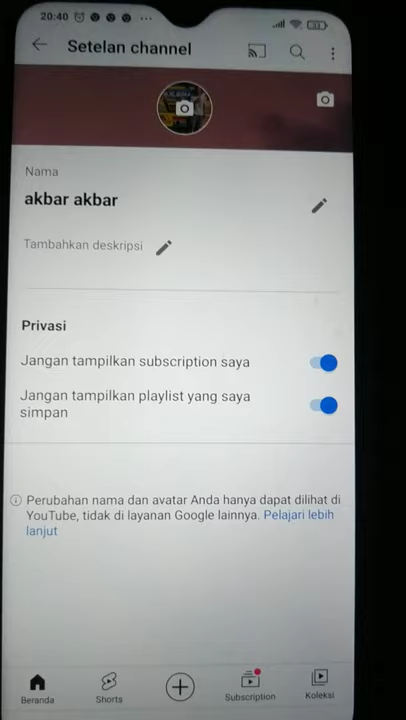 20:40
Setelan channel
Nama
akbar akbar
Tambahkan deskripsi
Privasi
Jangan tampilkan subscription saya
Jangan tampilkan playlist yang saya
simpan
Perubahan nama dan avatar Anda hanya dapat dilihat di
YouTube, tidak di layanan Google lainnya. Pelajari lebih
lanjut
Beranda
Shorts
Subscription
Koleksi